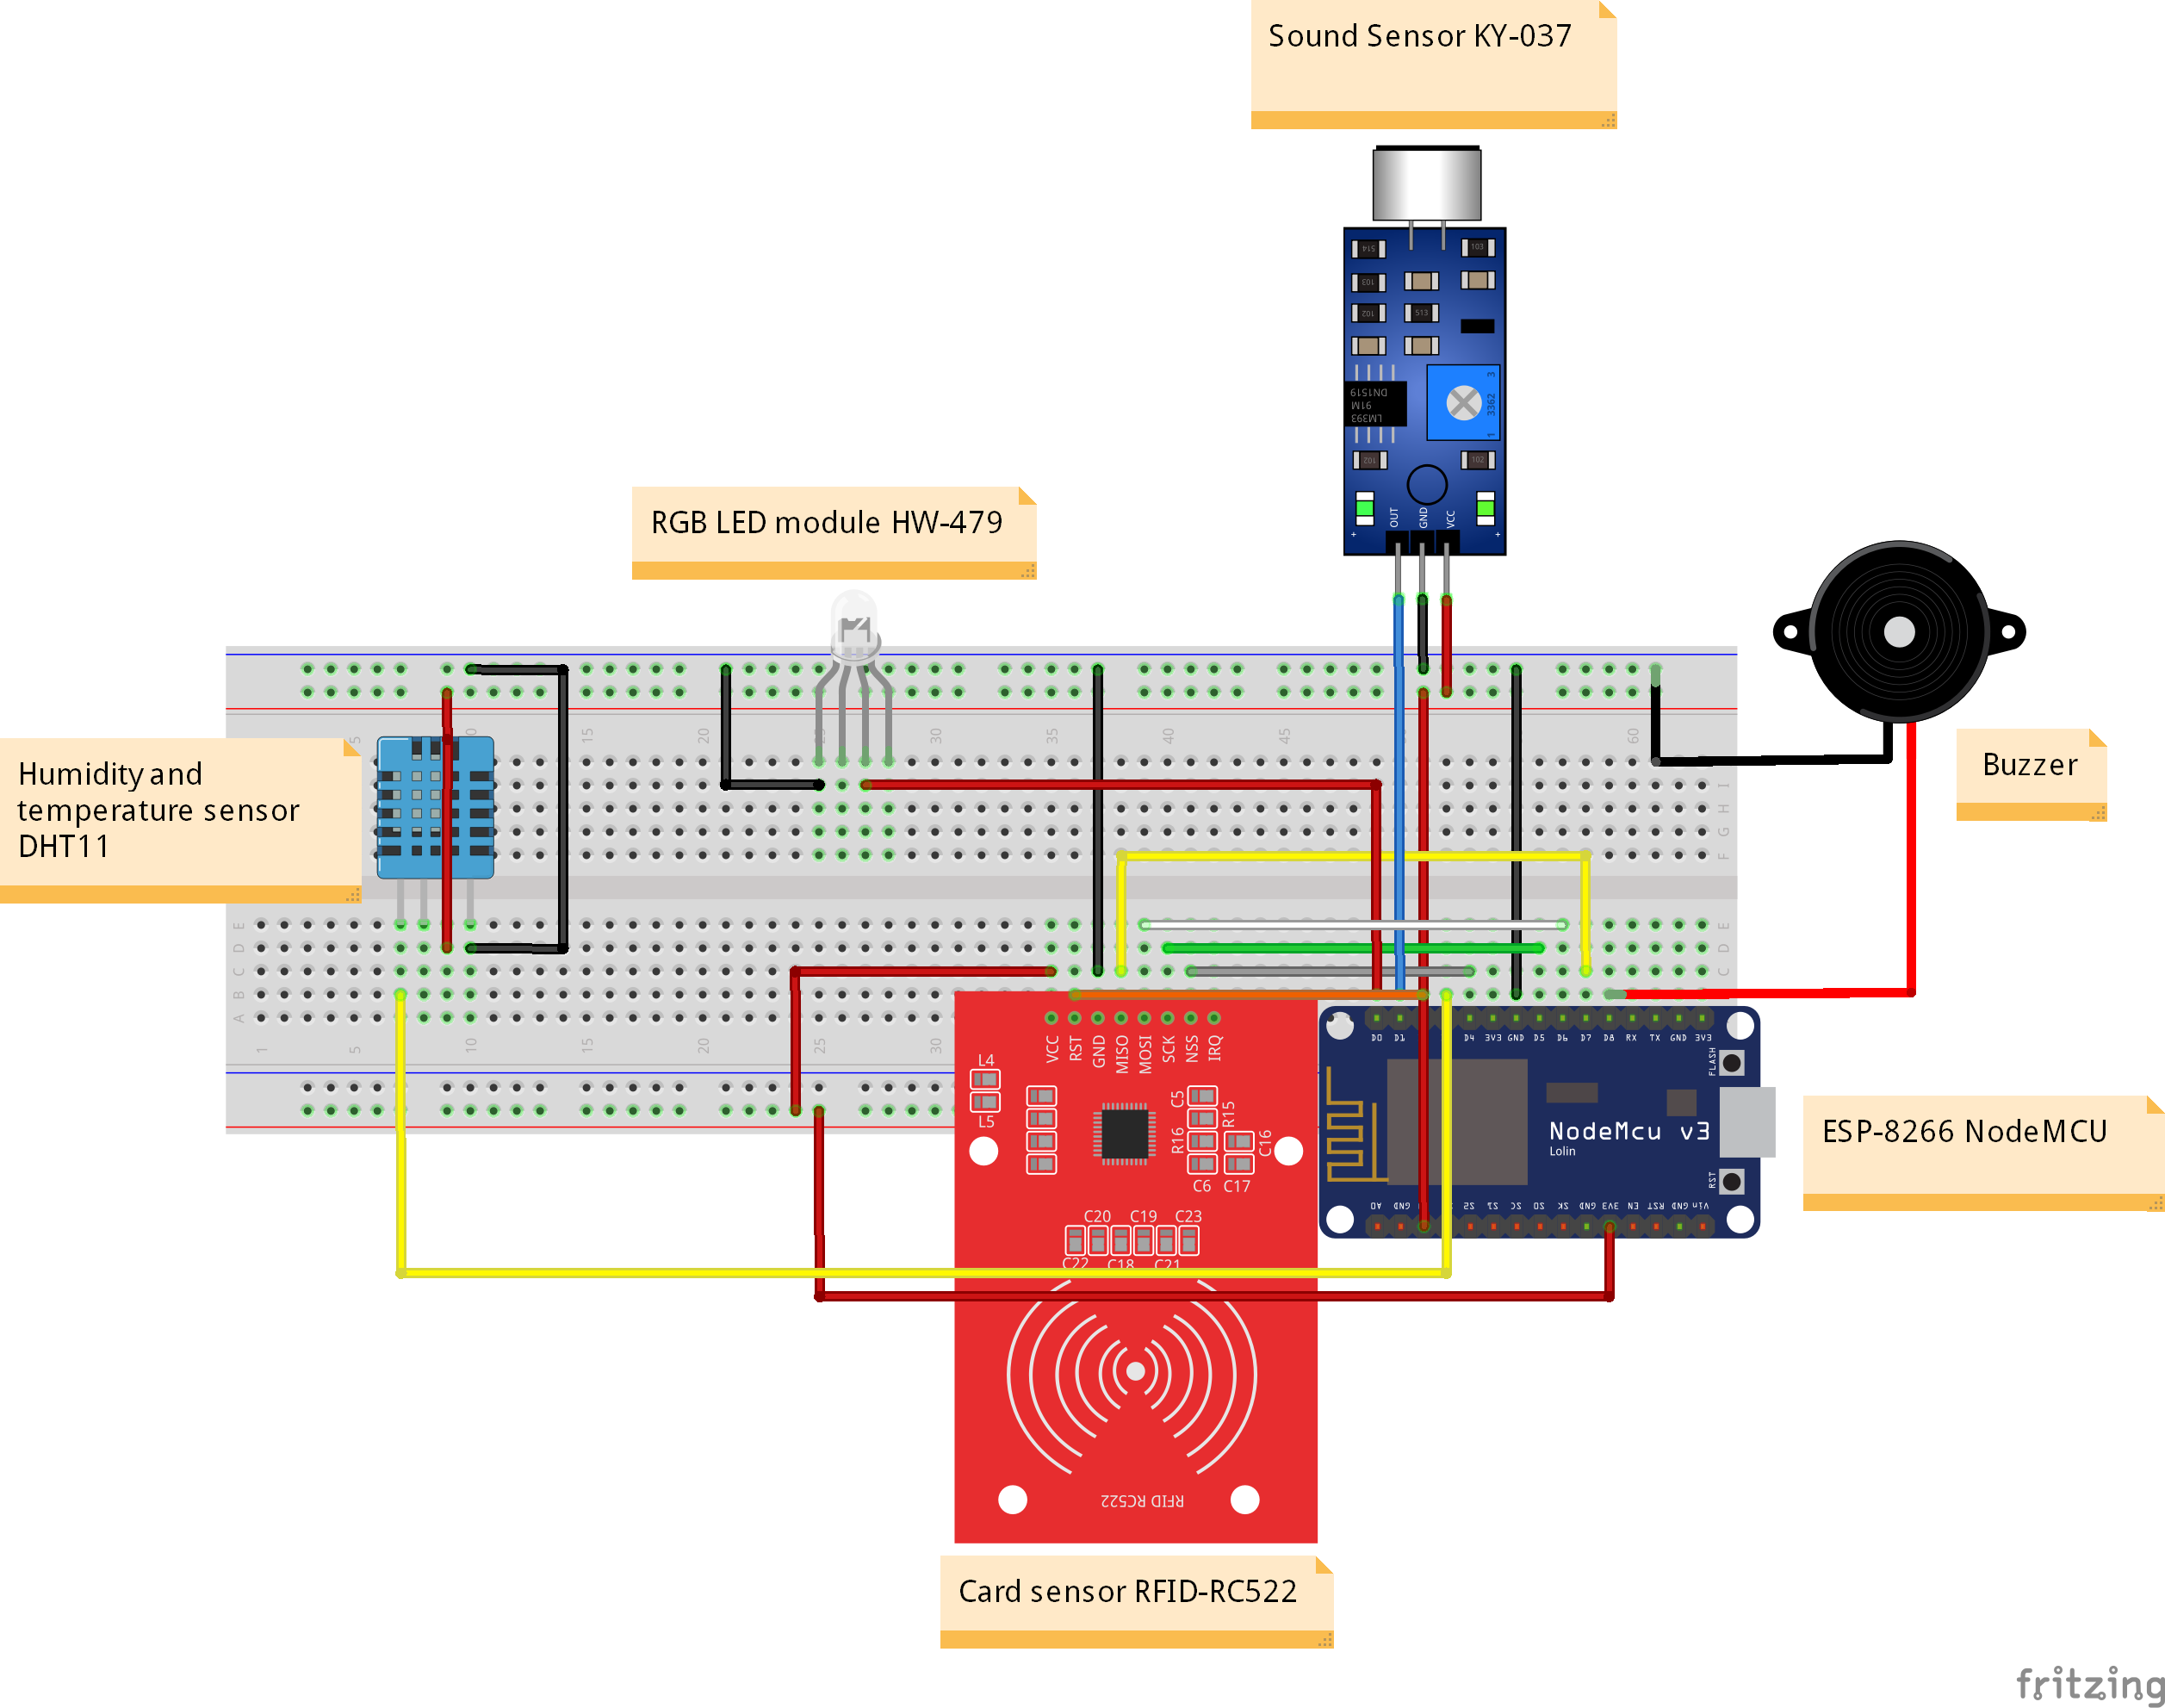 Sound Sensor KY-037
514
103
103
102
513
LM393
91M
DN1519
3362
1
3
102
102
OUT
GND
VCC
+
+
RGB LED module HW-479
Humidity and
temperature sensor
DHT11
Buzzer
15
20
30
35
40
45
60
I
H
G
F
E
D
C
B
A
E
D
C
1
5
10
15
20
25
30
VCC
RST
GND
MISO
MOSI
SCK
NSS
IRQ
L4
L5
C5
R15
R16
C16
C6
C17
C20
C19
C23
C22
C18
C21
RFID RC522
D0
D1
D4
3V3
GND
D5
D6
D7
D8
RX
TX
GND
3V3
FLASH
NodeMcu v3
Lolin
RST
A0
GND
S2
S1
SC
SO
SK
GND
3V3
EN
RST
GND
Vin
ESP-8266 NodeMCU
Card sensor RFID-RC522
fritzing